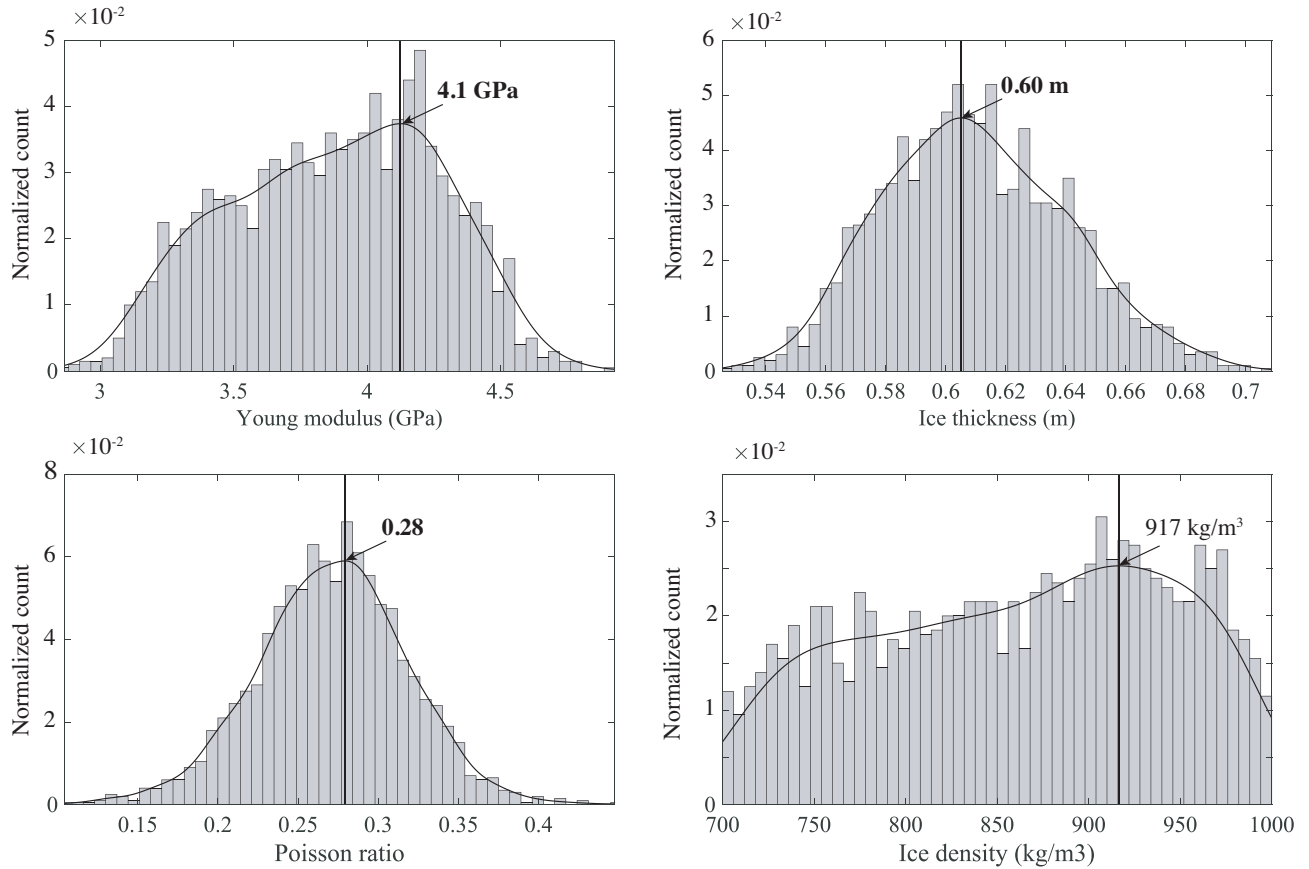 ×10-2
5
4
3
2
1
0
Normalized count
4.1 GPa
3 3.5 4 4.5
Young modulus (GPa)
×10-2
6
5
4
3
2
1
0
Normalized count
0.60 m
0.54 0.56 0.58 0.6 0.62 0.64 0.66 0.68 0.7
Ice thickness (m)
×10-2
8
6
4
2
0
Normalized count
0.28
0.15 0.2 0.25 0.3 0.35 0.4
Poisson ratio
×10-2
3
2
1
0
Normalized count
917 kg/m3
700 750 800 850 900 950 1000
Ice density (kg/m3)